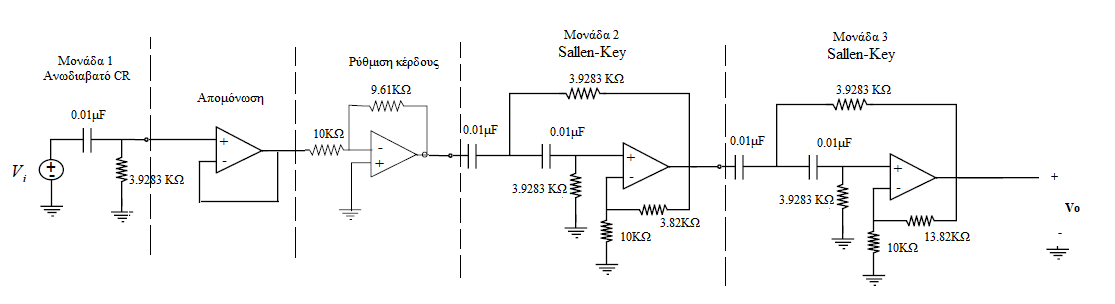 Μονάδα 1
Ανωδιαβατό CR
0.01μF
3.9283 KΩ
Vi
+
-
Απομόνωση
+
-
Ρύθμιση κέρδους
9.61KΩ
10KΩ
-
+
Μονάδα 2
Sallen-Key
3.9283 KΩ
0.01μF
0.01μF
3.9283 KΩ
+
-
3.82KΩ
10KΩ
Μονάδα 3
Sallen-Key
3.9283 KΩ
0.01μF
0.01μF
3.9283 KΩ
+
-
13.82KΩ
10KΩ
+
Vo
-